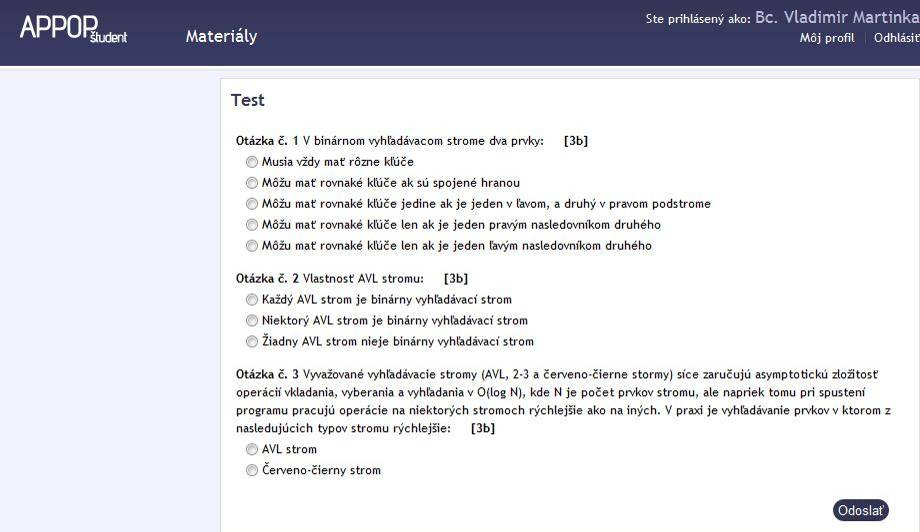 APPOP študent
Materiály
Ste prihlásený ako: Bc. Vladimir Martinka
Môj profil
Odhlásiť
Test
Otázka č. 1 V binárnom vyhľadávacom strome dva prvky: [3b]
Musia vždy mať rôzne kľúče
Môžu mať rovnaké kľúče ak sú spojené hranou
Môžu mať rovnaké kľúče jedine ak je jeden v ľavom, a druhý v pravom podstrome
Môžu mať rovnaké kľúče len ak je jeden pravým nasledovníkom druhého
Môžu mať rovnaké kľúče len ak je jeden ľavým nasledovníkom druhého
Otázka č. 2 Vlastnosť AVL stromu: [3b]
Každý AVL strom je binárny vyhľadávací strom
Niektorý AVL strom je binárny vyhľadávací strom
Žiadny AVL strom nieje binárny vyhľadávací strom
Otázka č. 3 Vyvažované vyhľadávacie stromy (AVL, 2-3 a červeno-čierne stormy) síce zaručujú asymptotickú zložitosť
operácií vkladania, vyberania a vyhľadania v O(log N), kde N je počet prvkov stromu, ale napriek tomu pri spustení
programu pracujú operácie na niektorých stromoch rýchlejšie ako na iných. V praxi je vyhľadávanie prvkov v ktorom z
nasledujúcich typov stromu rýchlejšie: [3b]
AVL strom
Červeno-čierny strom
Odoslať